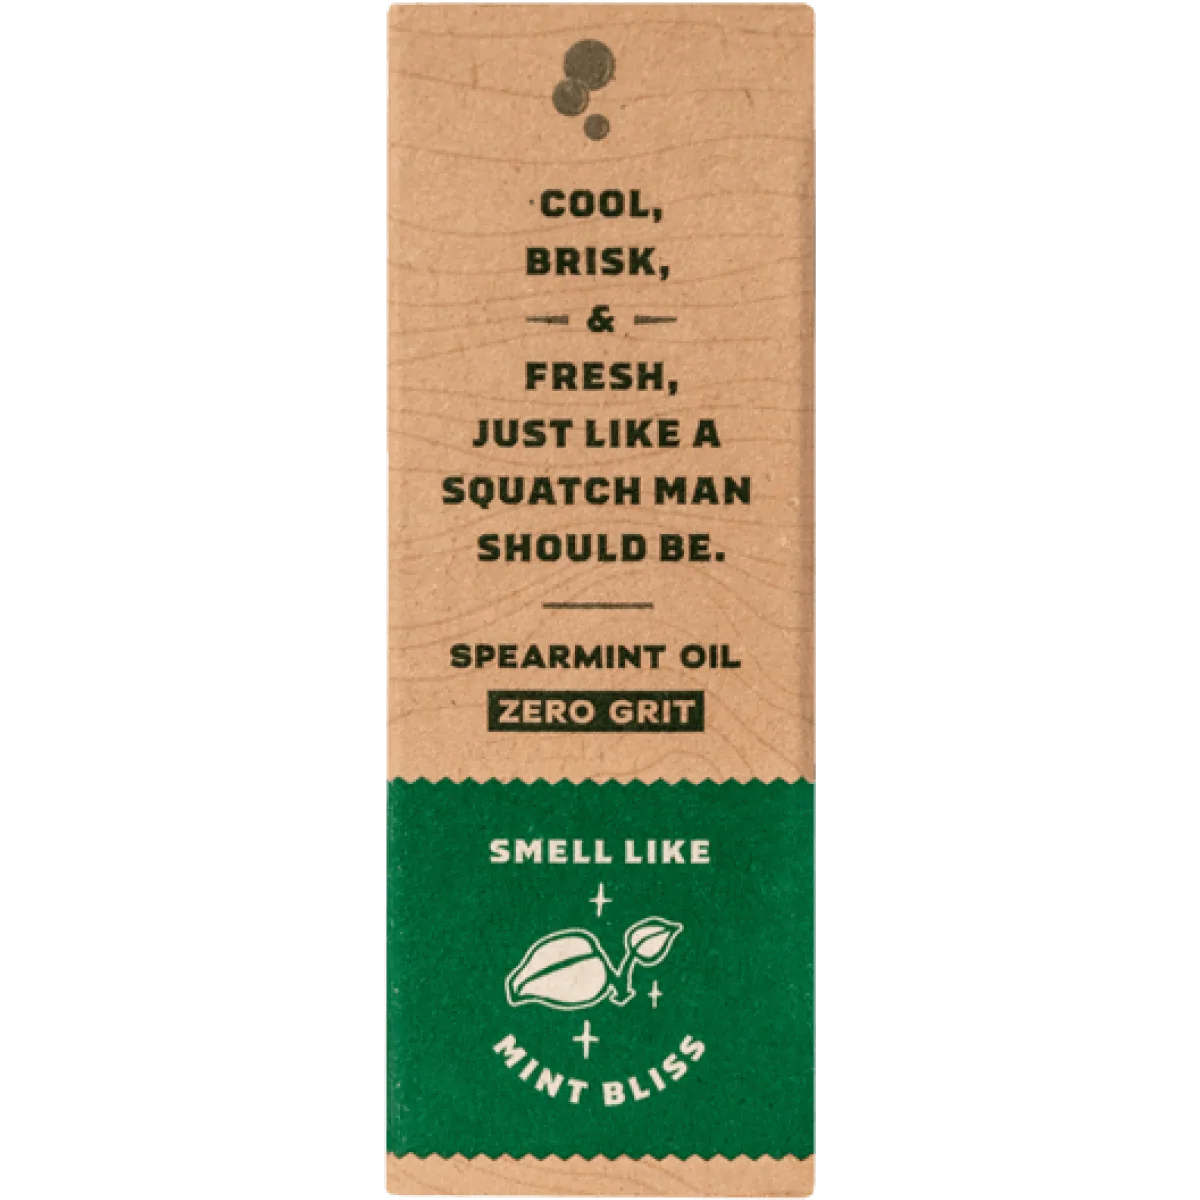 COOL,
BRISK,
&
FRESH,
JUST LIKE A
SQUATCH MAN
SHOULD BE.
SPEARMINT OIL
ZERO GRIT
SMELL LIKE
MINT BLISS